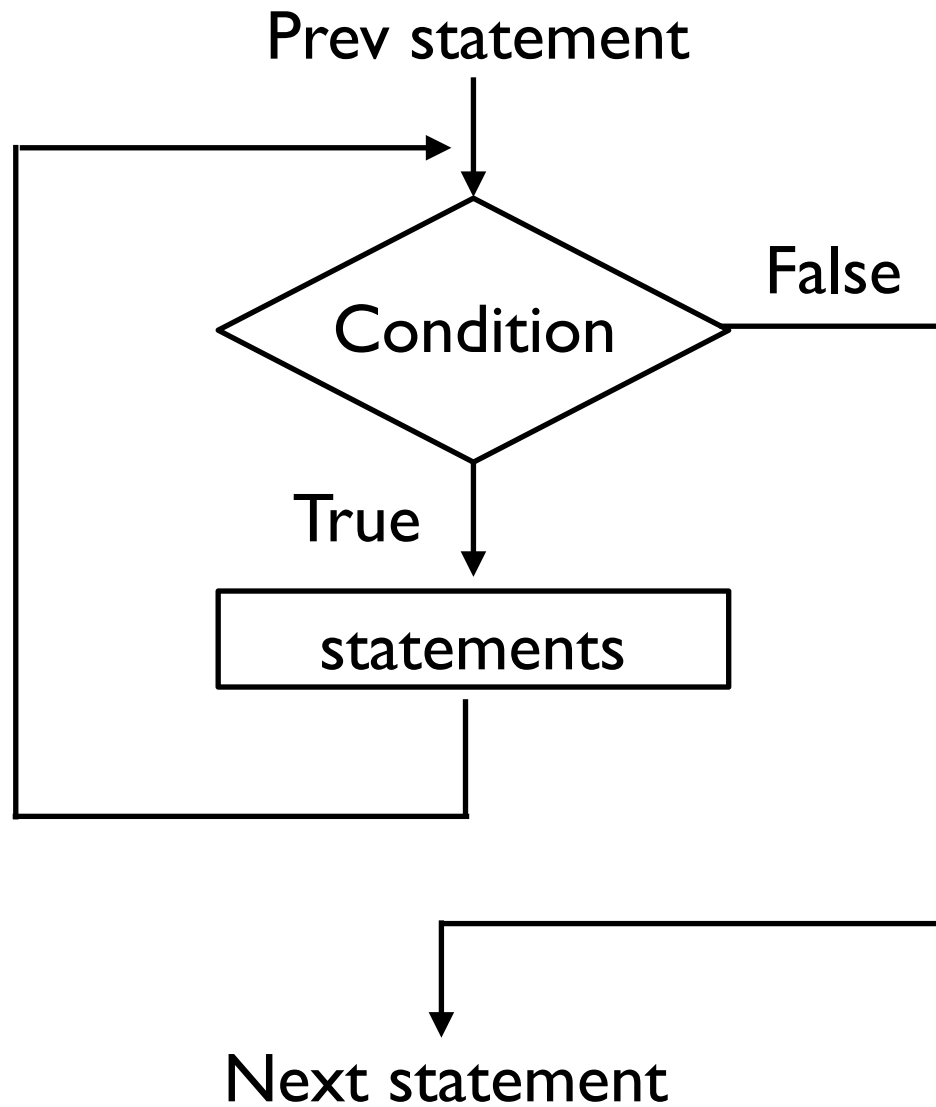 Prev statement
False
Condition
True
statements
Next statement